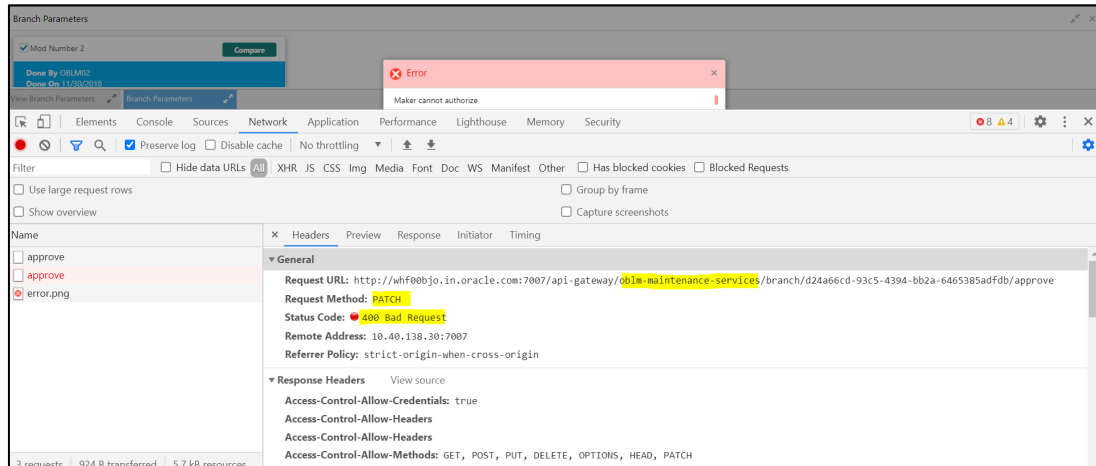 Branch Parameters
Mod Number 2 Compare
Done By OBLM02
Done On 11/30/2018
Error
Maker cannot authorize
View Branch Parameters Branch Parameters
Elements Console Sources Network Application Performance Lighthouse Memory Security 8 4
Preserve log Disable cache No throttling
Filter Hide data URLs All XHR JS CSS Img Media Font Doc WS Manifest Other Has blocked cookies Blocked Requests
Use large request rows Group by frame
Show overview Capture screenshots
Name × Headers Preview Response Initiator Timing
approve
approve
error.png
General
Request URL: http://whf00bjo.in.oracle.com:7007/api-gateway/oblm-maintenance-services/branch/d24a66cd-93c5-4394-bb2a-6465385adfdb/approve
Request Method: PATCH
Status Code: 400 Bad Request
Remote Address: 10.40.138.30:7007
Referrer Policy: strict-origin-when-cross-origin
Response Headers View source
Access-Control-Allow-Credentials: true
Access-Control-Allow-Headers
Access-Control-Allow-Headers
Access-Control-Allow-Methods: GET, POST, PUT, DELETE, OPTIONS, HEAD, PATCH
3 requests 924 B transferred 5.7 kB resources